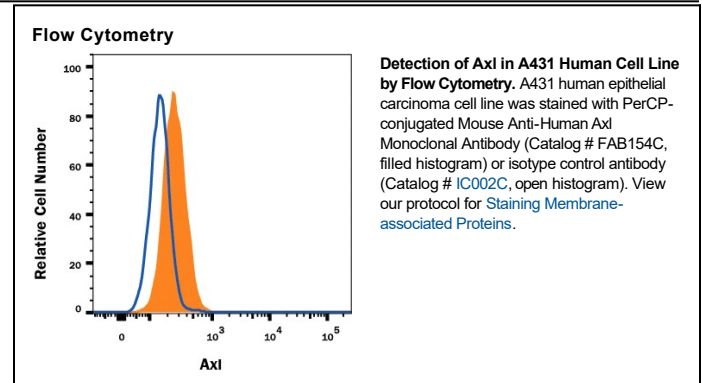 Flow Cytometry
100
80
60
40
20
0
Relative Cell Number
0
10^3
10^4
10^5
Axl
Detection of Axl in A431 Human Cell Line
by Flow Cytometry. A431 human epithelial
carcinoma cell line was stained with PerCP-
conjugated Mouse Anti-Human Axl
Monoclonal Antibody (Catalog # FAB154C,
filled histogram) or isotype control antibody
(Catalog # IC002C, open histogram). View
our protocol for Staining Membrane-
associated Proteins.